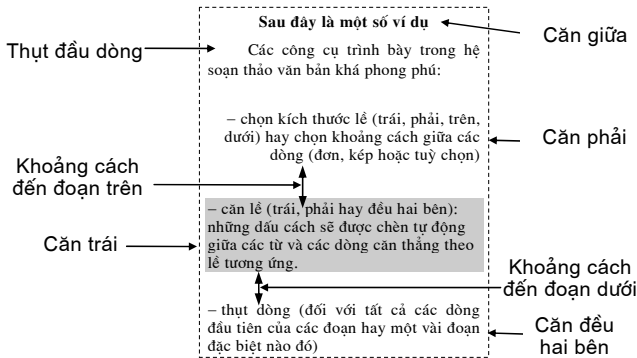 Sau đây là một số ví dụ
Căn giữa
Thụt đầu dòng
Các công cụ trình bày trong hệ
soạn thảo văn bản khá phong phú:
– chọn kích thước lề (trái, phải, trên,
dưới) hay chọn khoảng cách giữa các
dòng (đơn, kép hoặc tuỳ chọn)
Căn phải
Khoảng cách
đến đoạn trên
– căn lề (trái, phải hay đều hai bên):
những dấu cách sẽ được chèn tự động
giữa các từ và các dòng căn thẳng theo
lề tương ứng.
Căn trái
Khoảng cách
đến đoạn dưới
– thụt dòng (đối với tất cả các dòng
đầu tiên của các đoạn hay một vài đoạn
đặc biệt nào đó)
Căn đều
hai bên